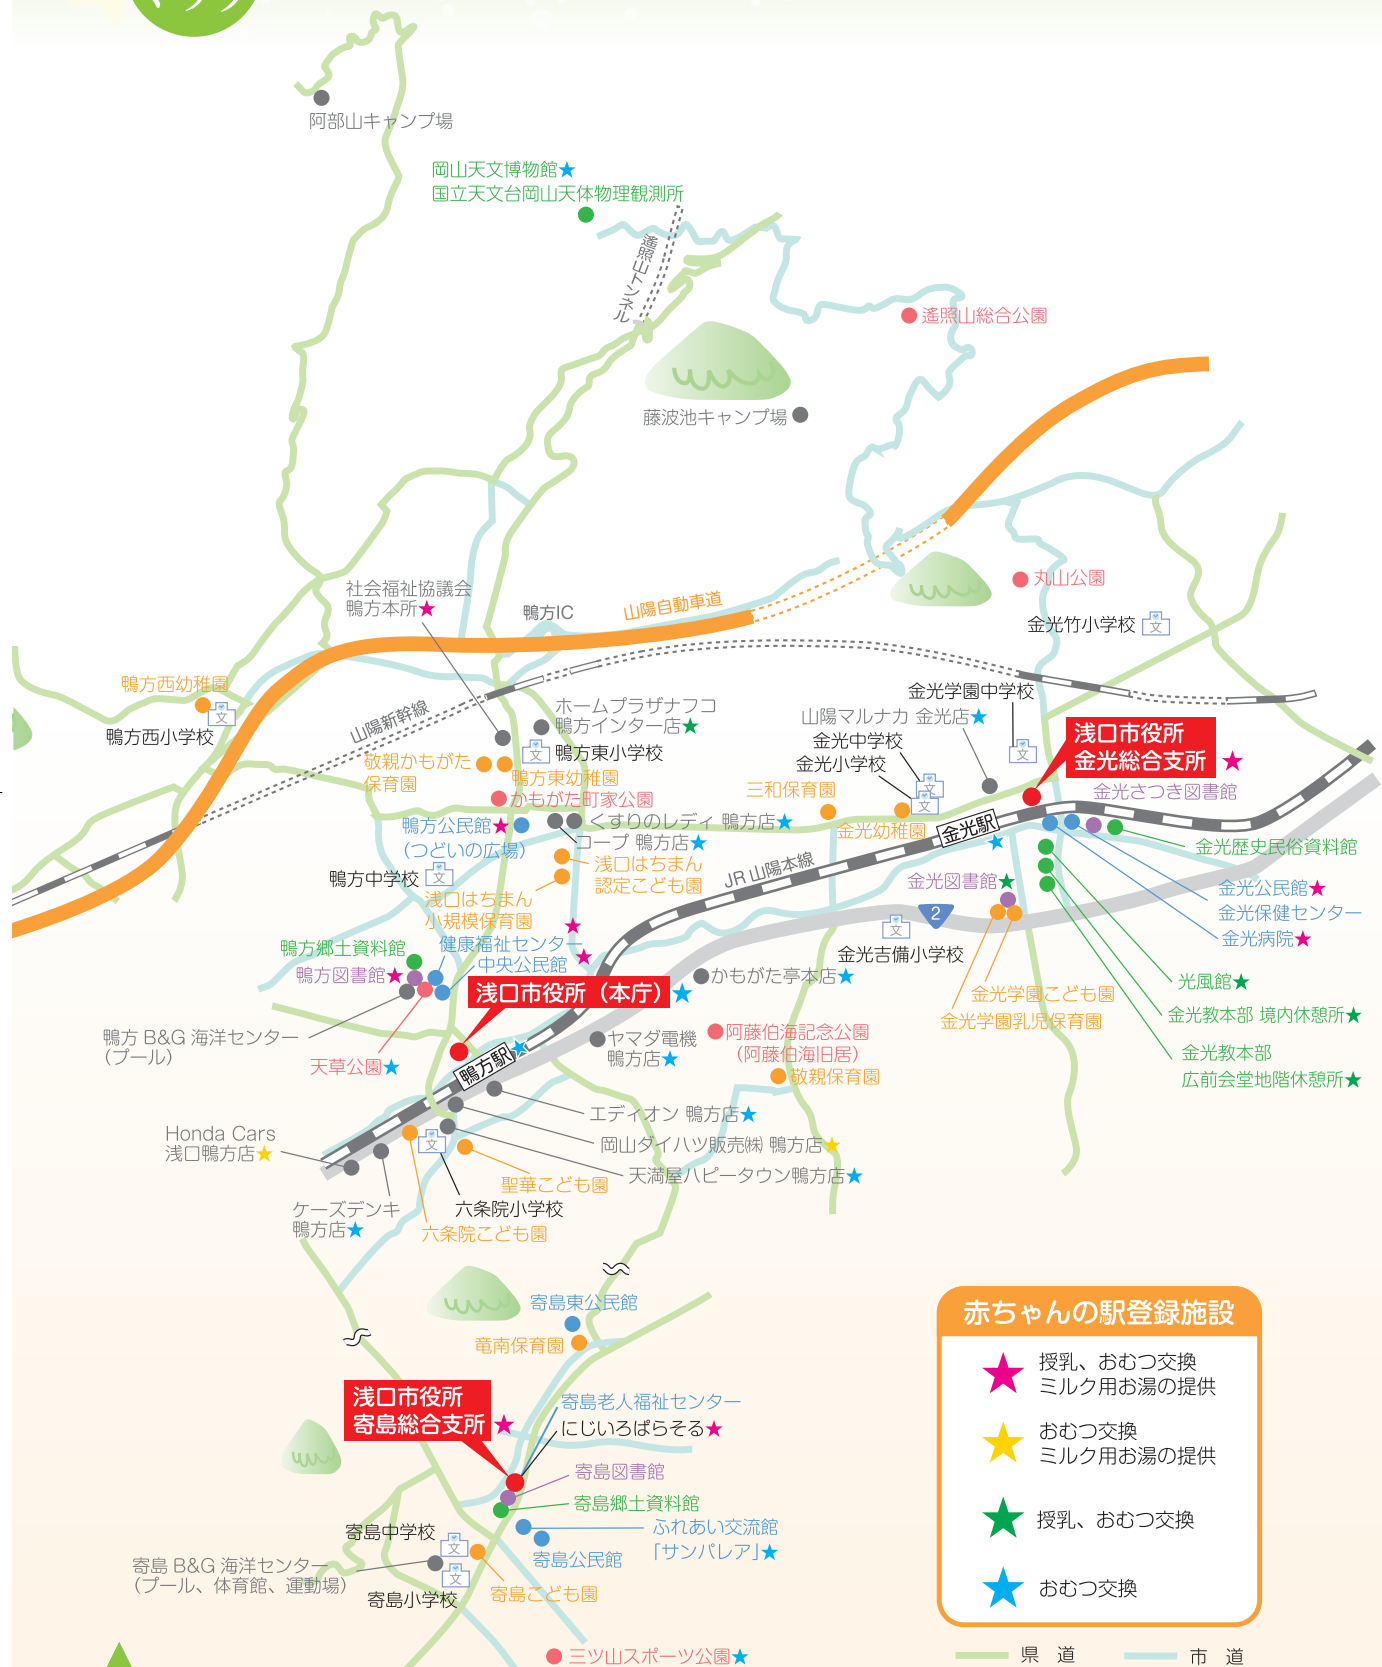 阿部山キャンプ場
岡山天文博物館★
国立天文台岡山天体物理観測所
遙照山トンネル
遙照山総合公園
藤波池キャンプ場
丸山公園
社会福祉協議会
鴨方本所★
鴨方IC
山陽自動車道
金光竹小学校
文
鴨方西幼稚園
文
鴨方西小学校
山陽新幹線
ホームプラザナフコ
鴨方インター店★
文
鴨方東小学校
敬親かもがた
保育園
鴨方東幼稚園
かもがた町家公園
金光学園中学校
山陽マルナカ 金光店★
金光中学校
金光小学校
文
文
文
浅口市役所
金光総合支所★
金光さつき図書館
三和保育園
金光幼稚園
金光駅
★
鴨方公民館★
(つどいの広場)
くすりのレディ 鴨方店★
コープ 鴨方店★
浅口はちまん
認定こども園
鴨方中学校
文
浅口はちまん
小規模保育園
★
JR 山陽本線
金光歴史民俗資料館
金光図書館★
金光公民館★
金光保健センター
金光病院★
2
文
金光吉備小学校
鴨方郷土資料館
健康福祉センター★
中央公民館
鴨方図書館★
浅口市役所（本庁）★
かもがた亭本店★
金光学園こども園
金光学園乳児保育園
光風館★
金光教本部 境内休憩所★
金光教本部
広前会堂地階休憩所★
鴨方 B&G 海洋センター
(プール)
天草公園★
鴨方駅
★
ヤマダ電機
鴨方店★
阿藤伯海記念公園
(阿藤伯海旧居)
敬親保育園
エディオン 鴨方店★
岡山ダイハツ販売㈱ 鴨方店★
天満屋ハピータウン鴨方店★
Honda Cars
浅口鴨方店★
文
聖華こども園
六条院小学校
ケーズデンキ
鴨方店★
六条院こども園
寄島東公民館
竜南保育園
浅口市役所
寄島総合支所★
寄島老人福祉センター
にじいろぱらそる★
寄島図書館
寄島郷土資料館
ふれあい交流館
「サンパレア」★
寄島公民館
寄島中学校
文
寄島 B&G 海洋センター
(プール、体育館、運動場)
文
寄島小学校
寄島こども園
三ツ山スポーツ公園★
赤ちゃんの駅登録施設
★ 授乳、おむつ交換
ミルク用お湯の提供
★ おむつ交換
ミルク用お湯の提供
★ 授乳、おむつ交換
★ おむつ交換
県 道
市 道